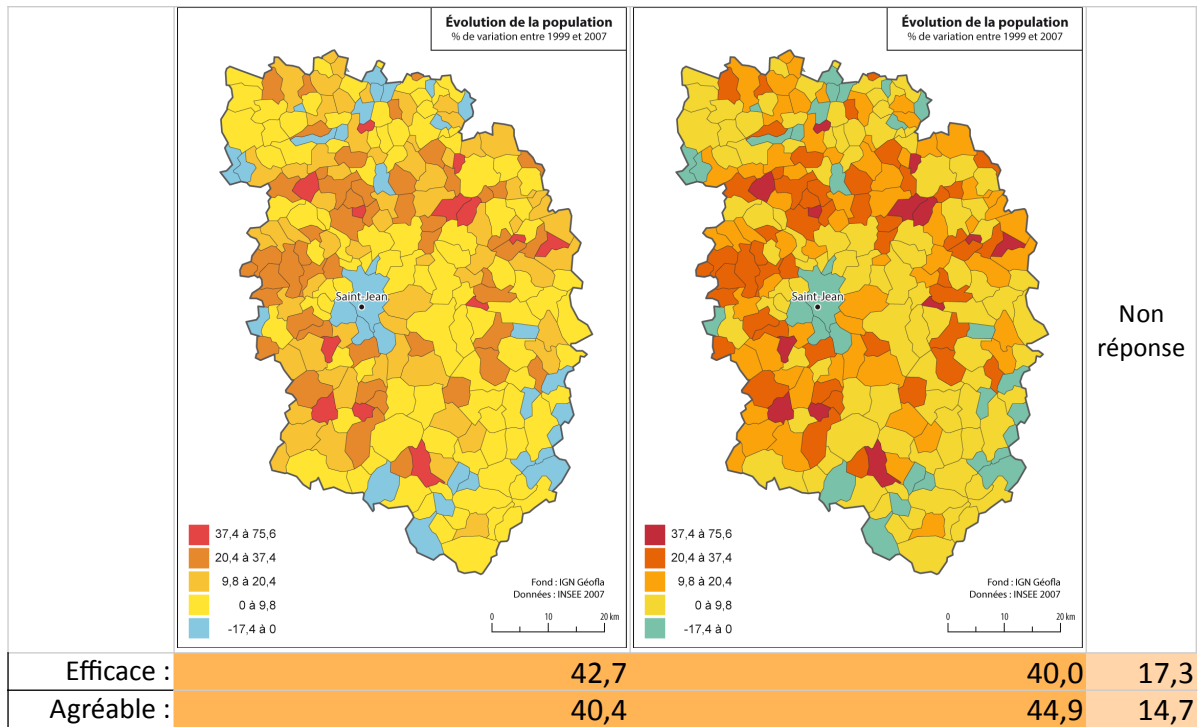 Évolution de la population
% de variation entre 1999 et 2007
Saint-Jean
37,4 à 75,6
20,4 à 37,4
9,8 à 20,4
0 à 9,8
-17,4 à 0
Fond : IGN Géofla
Données : INSEE 2007
0 10 20 km
Évolution de la population
% de variation entre 1999 et 2007
Saint-Jean
37,4 à 75,6
20,4 à 37,4
9,8 à 20,4
0 à 9,8
-17,4 à 0
Fond : IGN Géofla
Données : INSEE 2007
0 10 20 km
Non
réponse
Efficace : 42,7 40,0 17,3
Agréable : 40,4 44,9 14,7